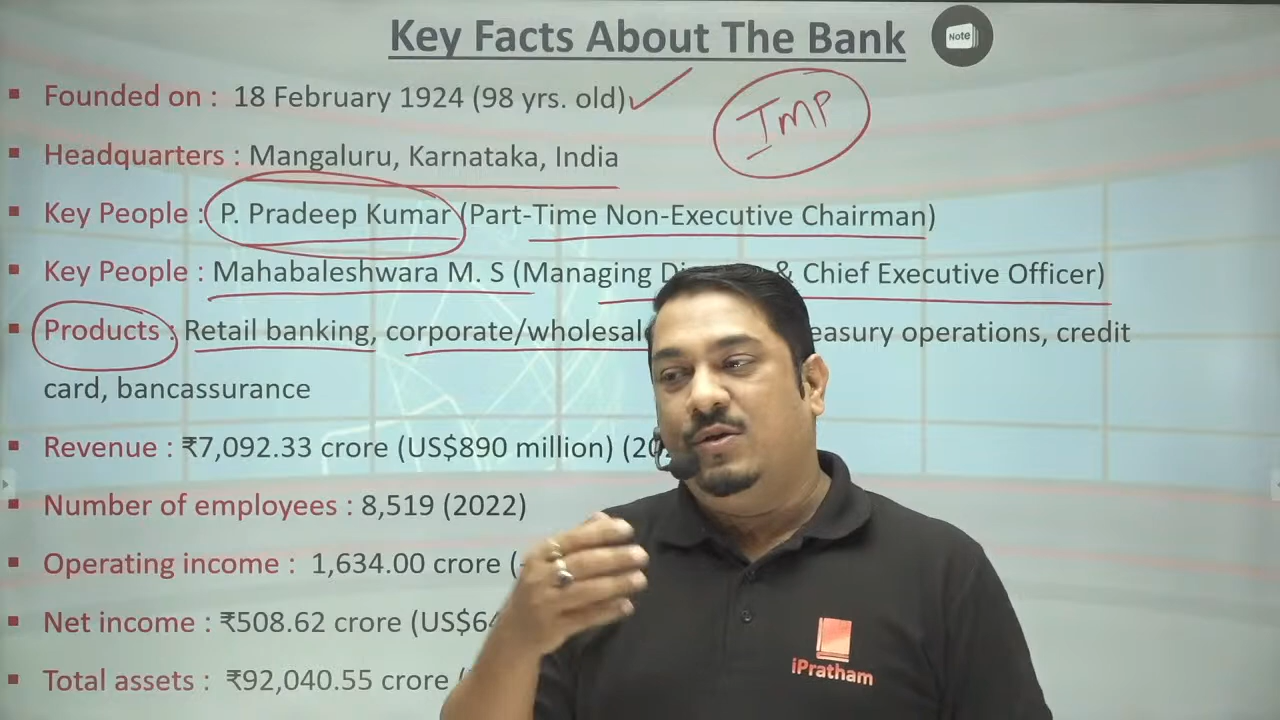 Key Facts About The Bank
Note
Founded on : 18 February 1924 (98 yrs. old)
IMP
Headquarters : Mangaluru, Karnataka, India
Key People : P. Pradeep Kumar (Part-Time Non-Executive Chairman)
Key People : Mahabaleshwara M. S (Managing & Chief Executive Officer)
Products : Retail banking, corporate/wholesale operations, credit
card, bancassurance
Revenue : ₹7,092.33 crore (US$890 million)
Number of employees : 8,519 (2022)
Operating income : 1,634.00 crore
Net income : ₹508.62 crore
Total assets : ₹92,040.55 crore
iPratham